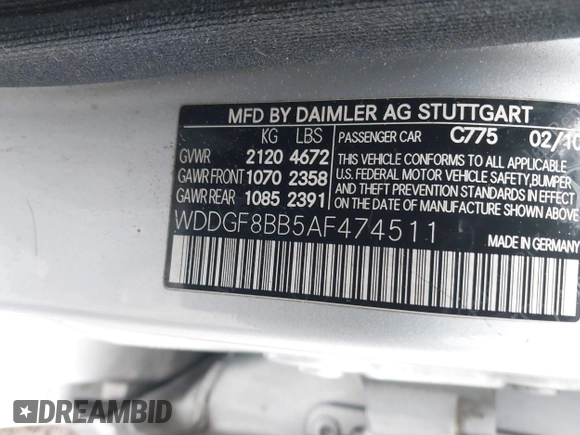 MFD BY DAIMLER AG STUTTGART
KG LBS PASSENGER CAR C775 02/10
GVWR 2120 4672 THIS VEHICLE CONFORMS TO ALL APPLICABLE
GAWR FRONT 1070 2358 U.S. FEDERAL MOTOR VEHICLE SAFETY, BUMPER
GAWR REAR 1085 2391 AND THEFT PREVENTION STANDARDS IN EFFECT
ON THE DATE OF MANUFACTURE SHOWN ABOVE
WDDGF8BB5AF474511
MADE IN GERMANY
DREAMBID